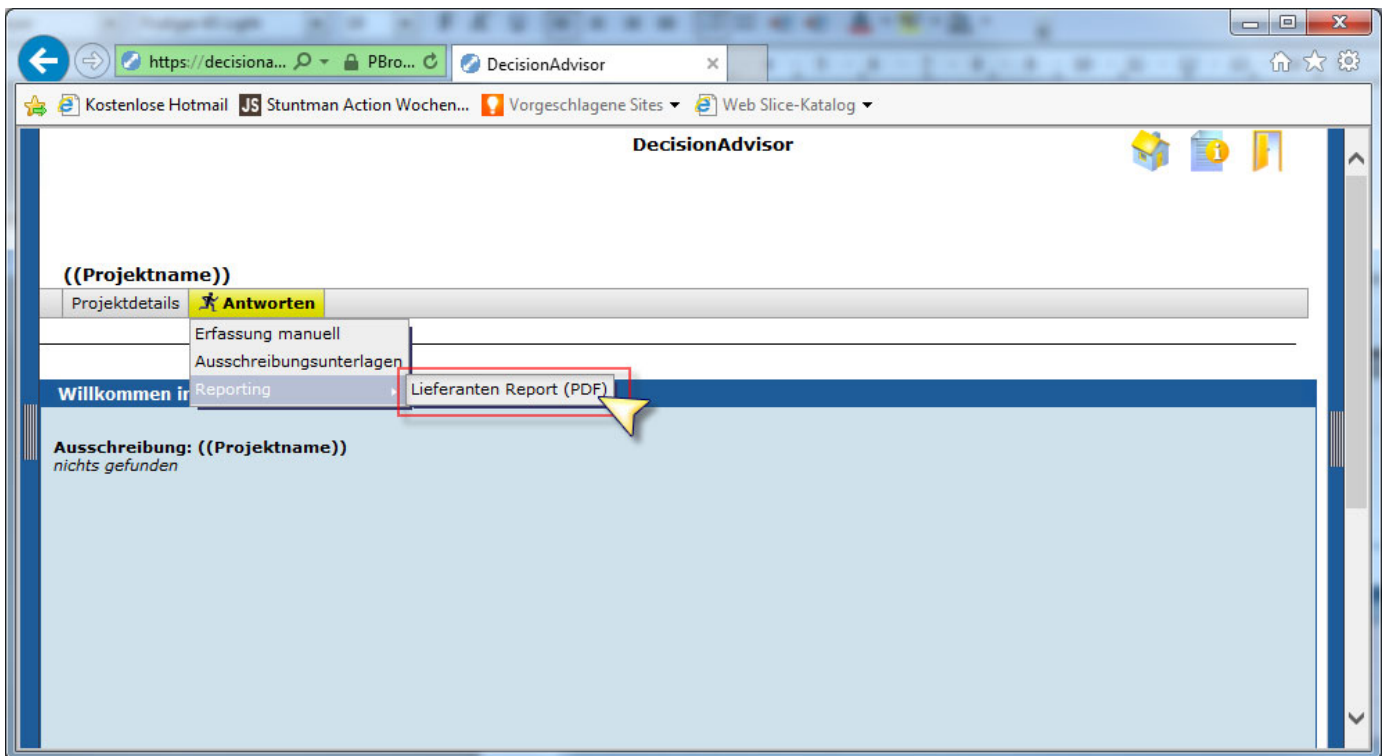 https://decisiona... PBro... DecisionAdvisor
Kostenlose Hotmail JS Stuntman Action Wochen... Vorgeschlagene Sites Web Slice-Katalog
DecisionAdvisor
((Projektname))
Projektdetails Antworten
Erfassung manuell
Ausschreibungsunterlagen
Willkommen in Reporting Lieferanten Report (PDF)
Ausschreibung: ((Projektname))
nichts gefunden